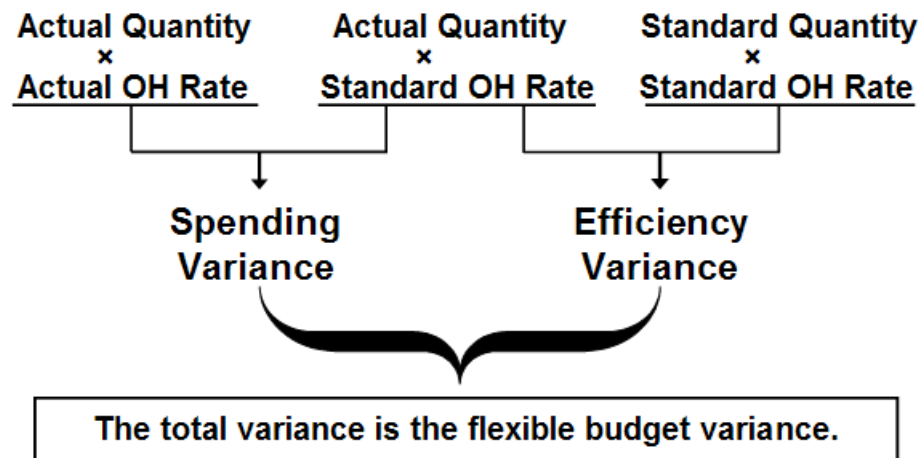 Actual Quantity
×
Actual OH Rate
Actual Quantity
×
Standard OH Rate
Standard Quantity
×
Standard OH Rate
Spending
Variance
Efficiency
Variance
The total variance is the flexible budget variance.